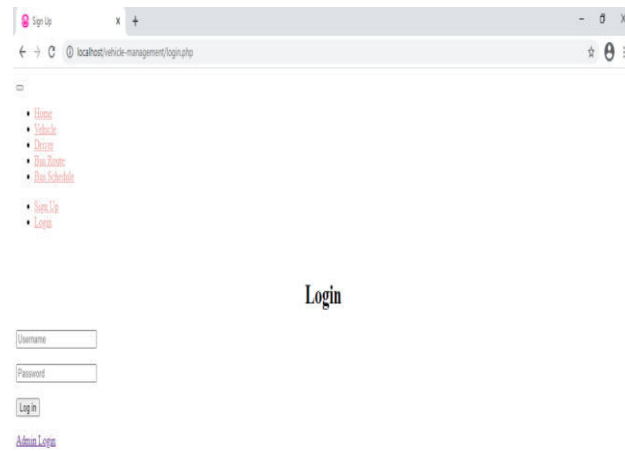 Sign Up
localhost/vehicle-management/login.php
Home
Vehicle
Driver
Bus Route
Bus Schedule
Sign Up
Login
Login
Username
Password
Log in
Admin Login